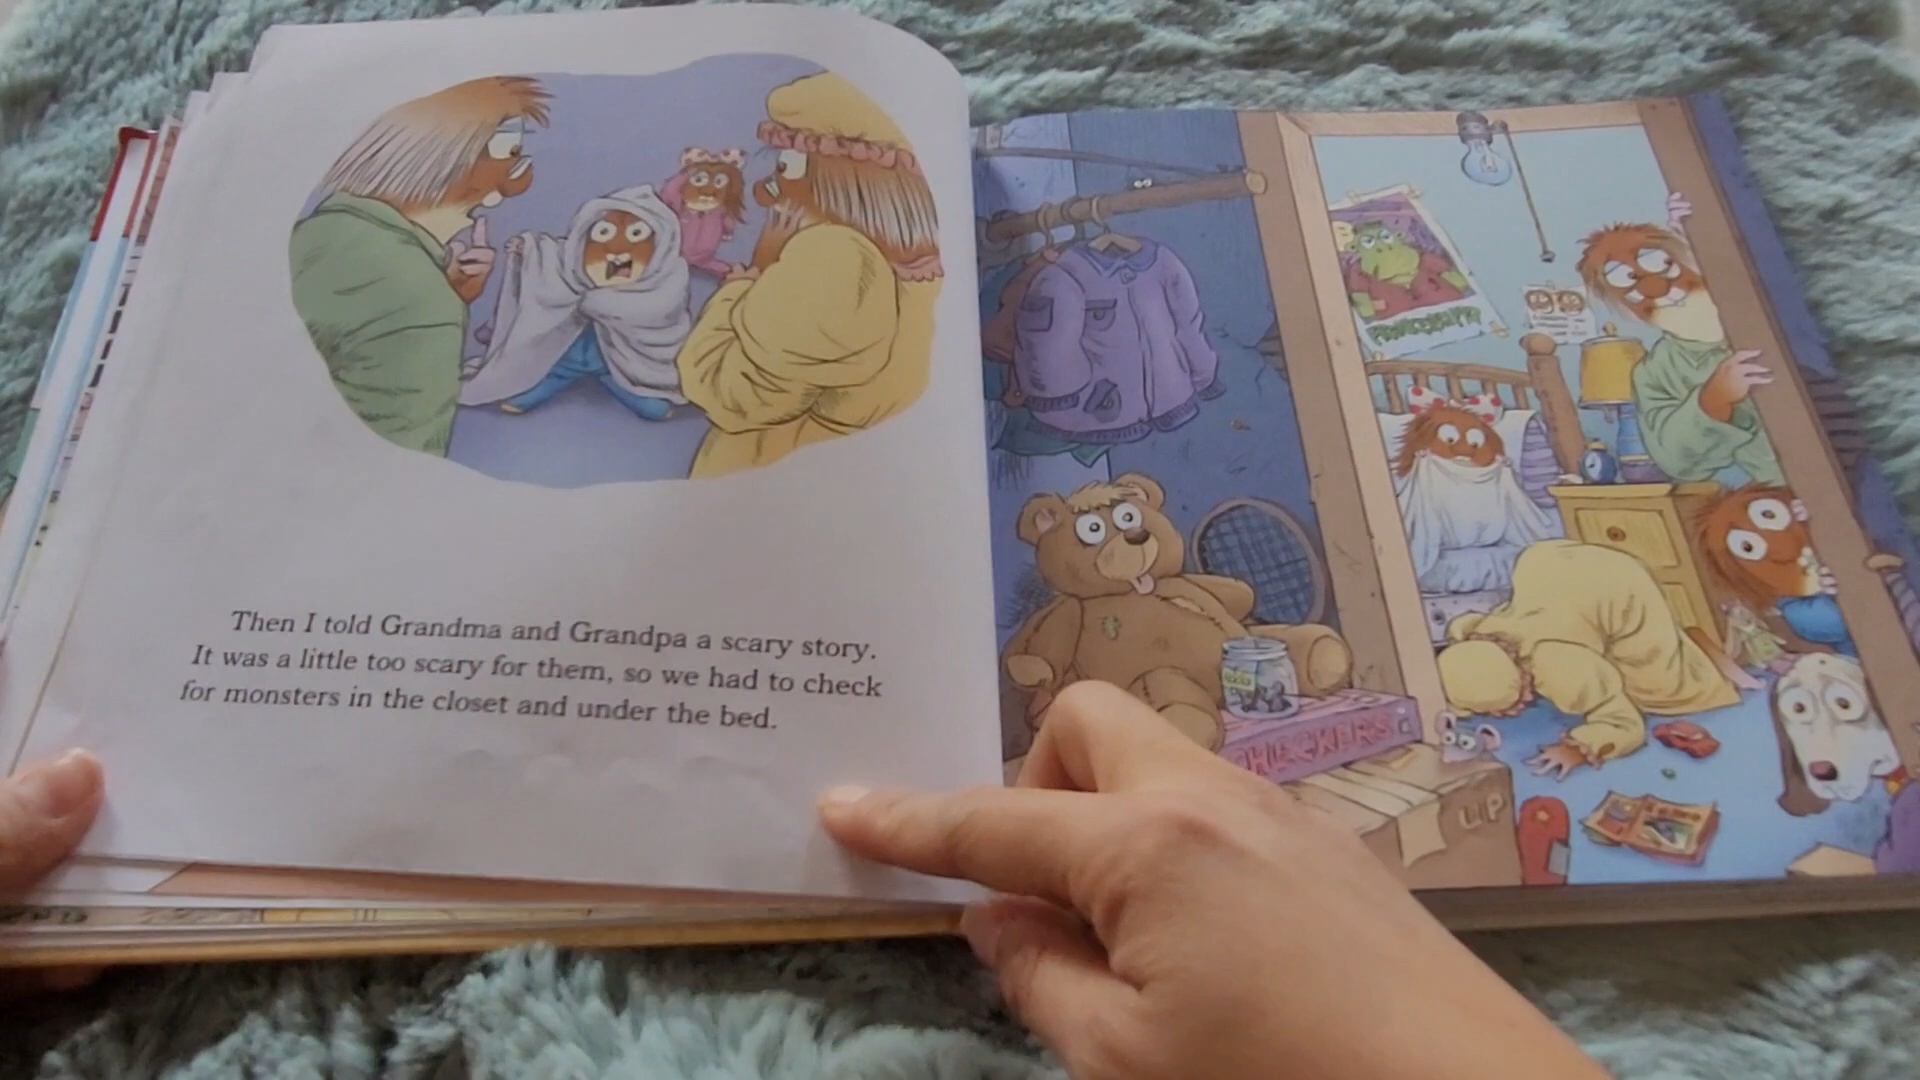 Then I told Grandma and Grandpa a scary story.
It was a little too scary for them, so we had to check
for monsters in the closet and under the bed.
CHECKERS
UP